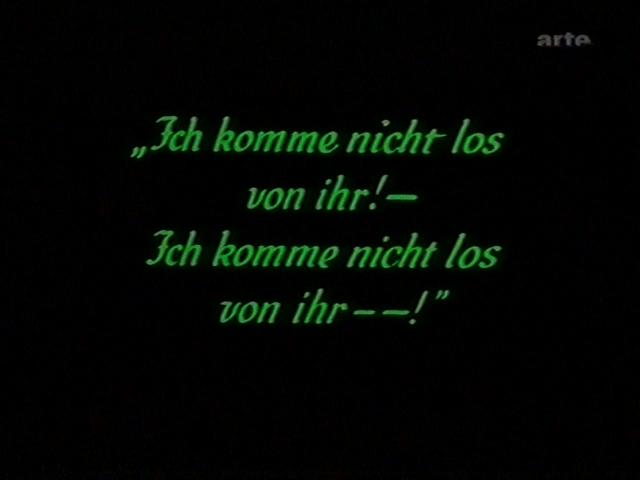 arte
„Ich komme nicht los
von ihr!—
Ich komme nicht los
von ihr——!”